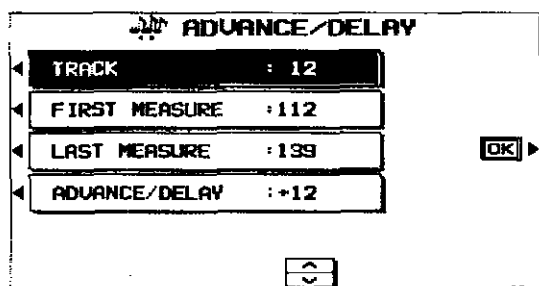 ADVANCE/DELAY
TRACK : 12
FIRST MEASURE :112
LAST MEASURE :139
OK
ADVANCE/DELAY :+12